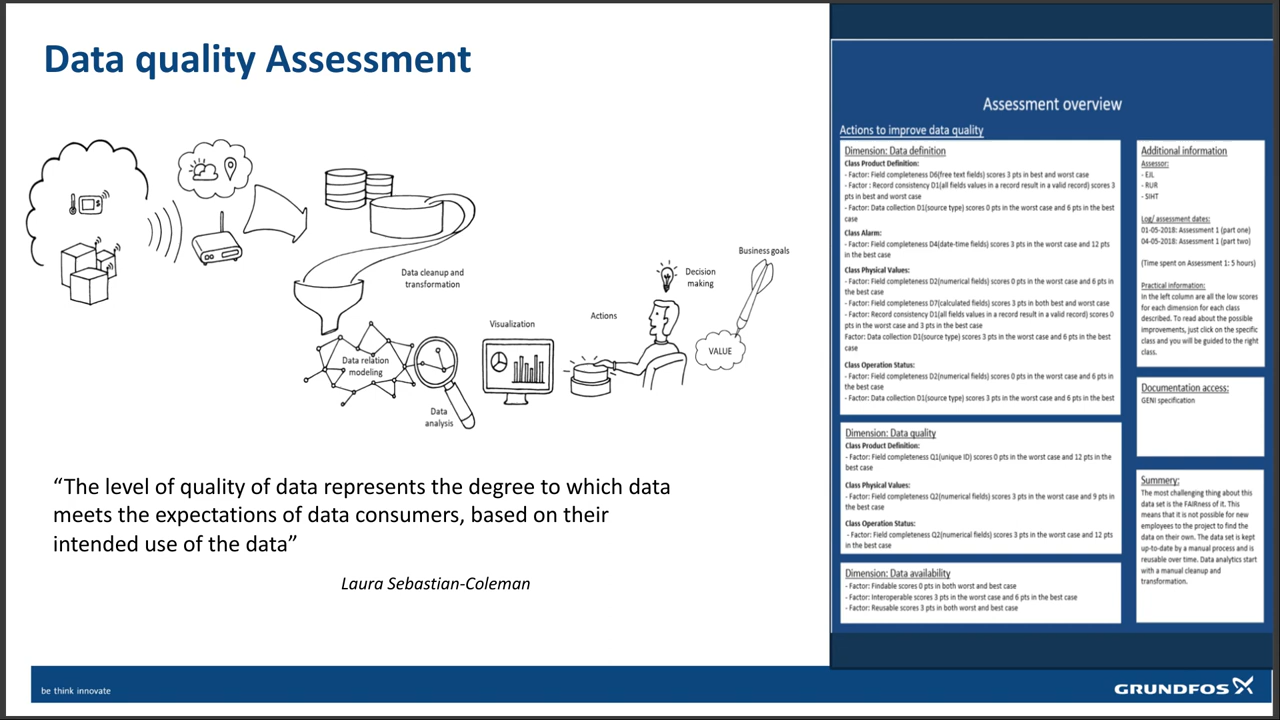 Data quality Assessment
Data cleanup and
transformation
Data relation
modeling
Data
analysis
Visualization
Actions
Decision
making
Business goals
VALUE
“The level of quality of data represents the degree to which data
meets the expectations of data consumers, based on their
intended use of the data”
Laura Sebastian-Coleman
Assessment overview
Actions to improve data quality
Dimension: Data definition
Class Product Definition:
- Factor: Field completeness D6(free text fields) scores 3 pts in best and worst case
- Factor : Record consistency D1(all fields values in a record result in a valid record) scores 3
pts in best and worst case
- Factor: Data collection D1(source type) scores 0 pts in the worst case and 6 pts in the best
case
Class Alarm:
- Factor: Field completeness D4(date-time fields) scores 3 pts in the worst case and 12 pts
in the best case
Class Physical Values:
- Factor: Field completeness D2(numerical fields) scores 0 pts in the worst case and 6 pts in
the best case
- Factor: Field completeness D7(calculated fields) scores 3 pts in both best and worst case
- Factor: Record consistency D1(all fields values in a record result in a valid record) scores 0
pts in the worst case and 3 pts in the best case
Factor: Data collection D1(source type) scores 3 pts in the worst case and 6 pts in the best
case
Class Operation Status:
- Factor: Field completeness D2(numerical fields) scores 0 pts in the worst case and 6 pts in
the best case
- Factor: Data collection D1(source type) scores 3 pts in the worst case and 6 pts in the best
Dimension: Data quality
Class Product Definition:
- Factor: Field completeness Q1(unique ID) scores 0 pts in the worst case and 12 pts in the
best case
Class Physical Values:
- Factor: Field completeness Q2(numerical fields) scores 3 pts in the worst case and 9 pts in
the best case
Class Operation Status:
- Factor: Field completeness Q2(numerical fields) scores 3 pts in the worst case and 12 pts
in the best case
Dimension: Data availability
- Factor: Findable scores 0 pts in both worst and best case
- Factor: Interoperable scores 3 pts in the worst case and 6 pts in the best case
- Factor: Reusable scores 3 pts in both worst and best case
Additional information
Assessor:
- EJL
- RUR
- SIHT
Log/ assessment dates:
01-05-2018: Assessment 1 (part one)
04-05-2018: Assessment 1 (part two)
(Time spent on Assessment 1: 5 hours)
Practical information:
In the left column are all the low scores
for each dimension for each class
described. To read about the possible
improvements, just click on the specific
class and you will be guided to the right
class.
Documentation access:
GENI specification
Summery:
The most challenging thing about this
data set is the FAIRness of it. This
means that it is not possible for new
employees to the project to find the
data on their own. The data set is kept
up-to-date by a manual process and is
reusable over time. Data analytics start
with a manual cleanup and
transformation.
be think innovate
GRUNDFOS